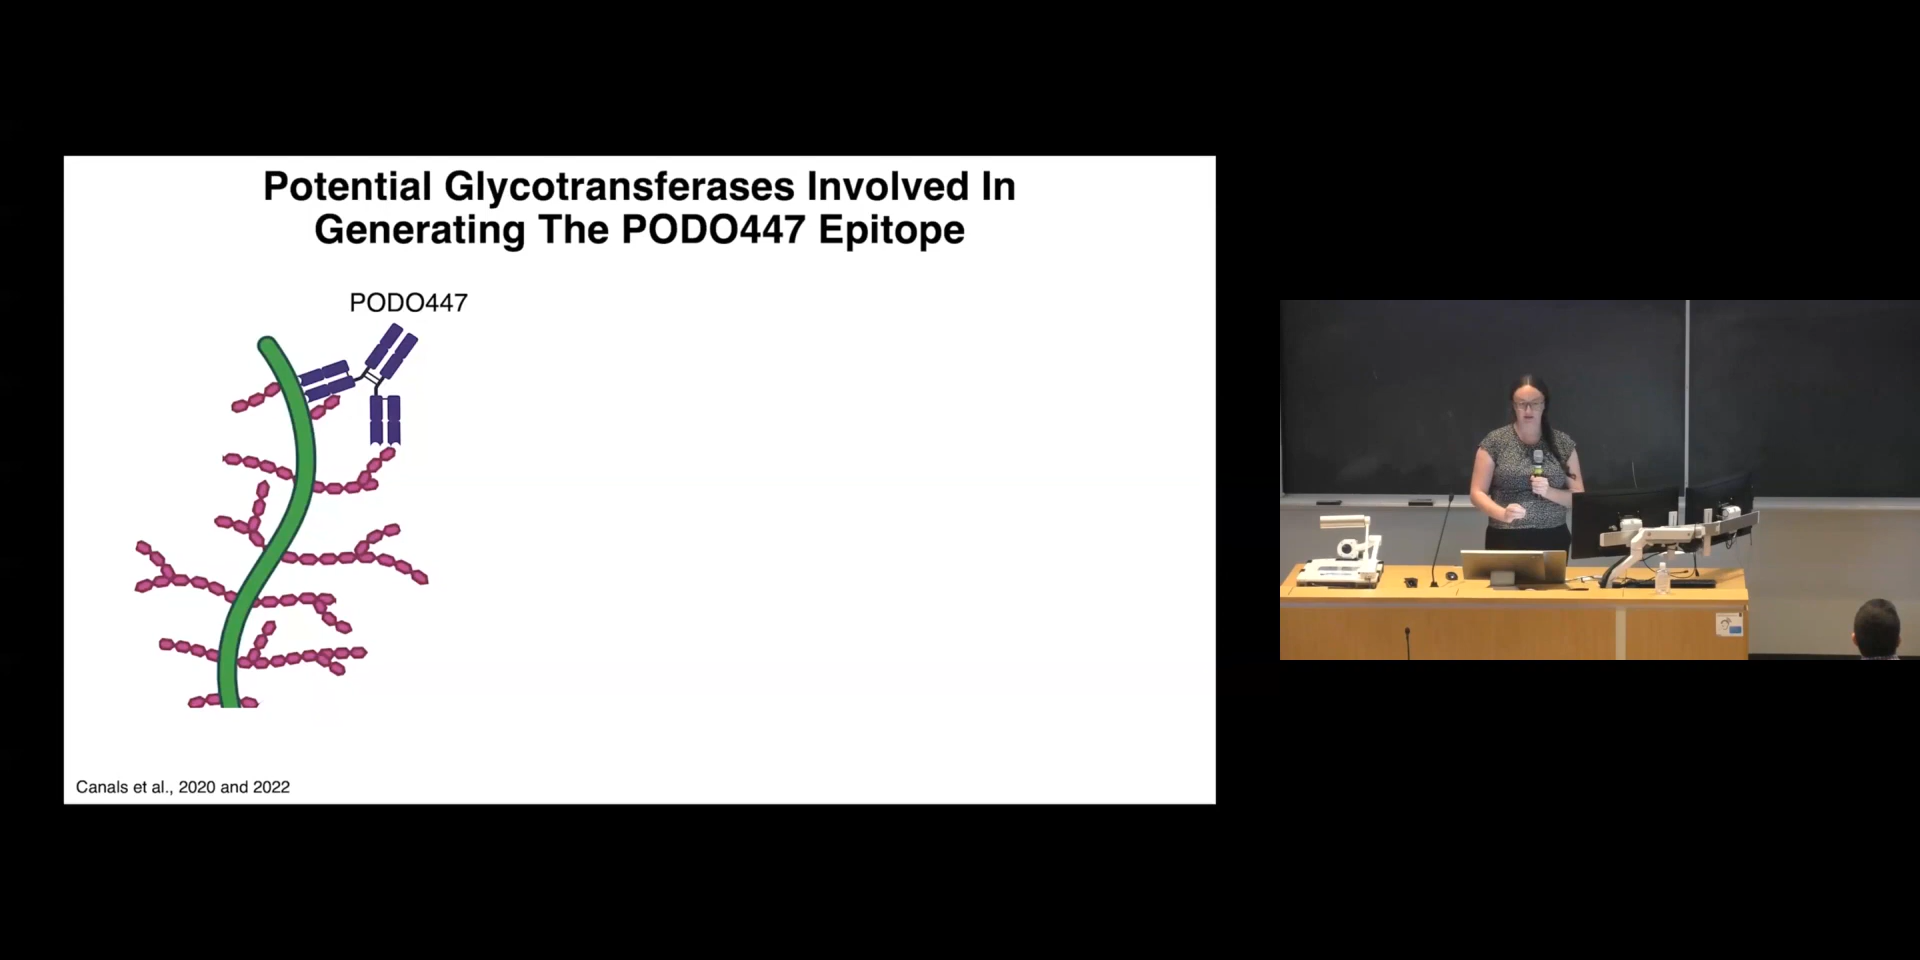 Potential Glycotransferases Involved In
Generating The PODO447 Epitope
PODO447
Canals et al., 2020 and 2022